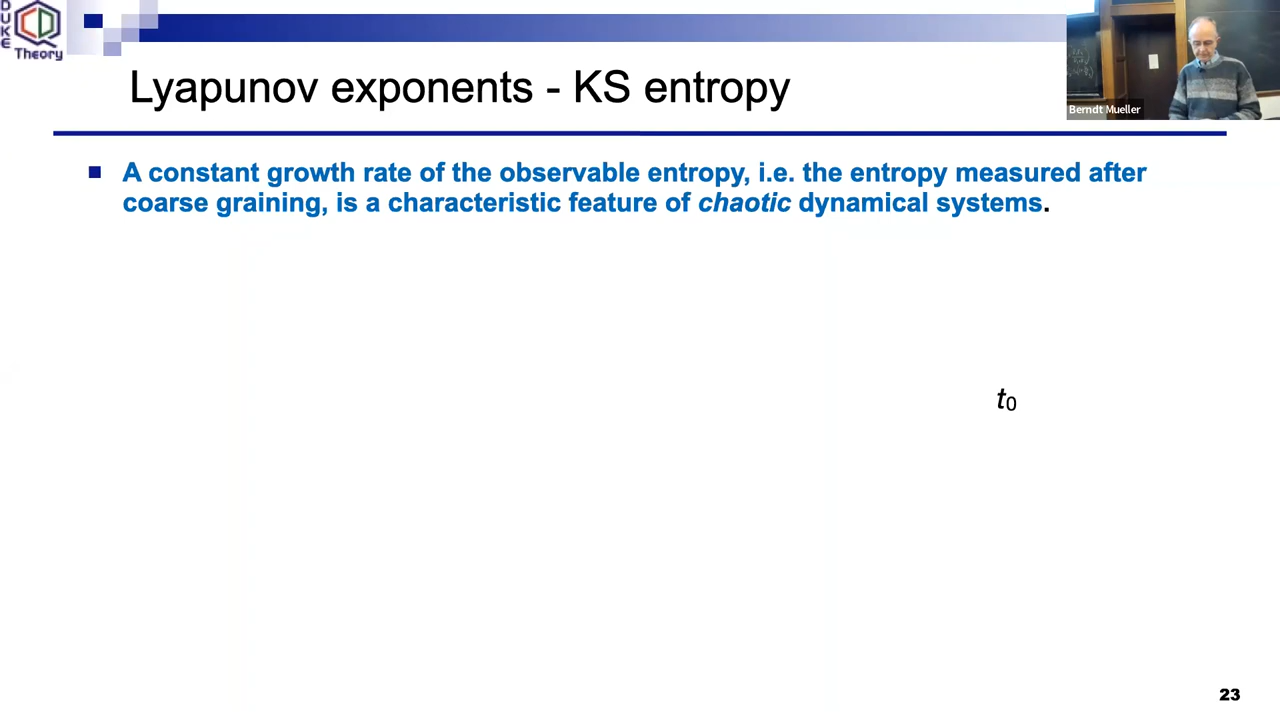 DUKE
Theory
Lyapunov exponents - KS entropy
Berndt Mueller
A constant growth rate of the observable entropy, i.e. the entropy measured after
coarse graining, is a characteristic feature of chaotic dynamical systems.
t0
23